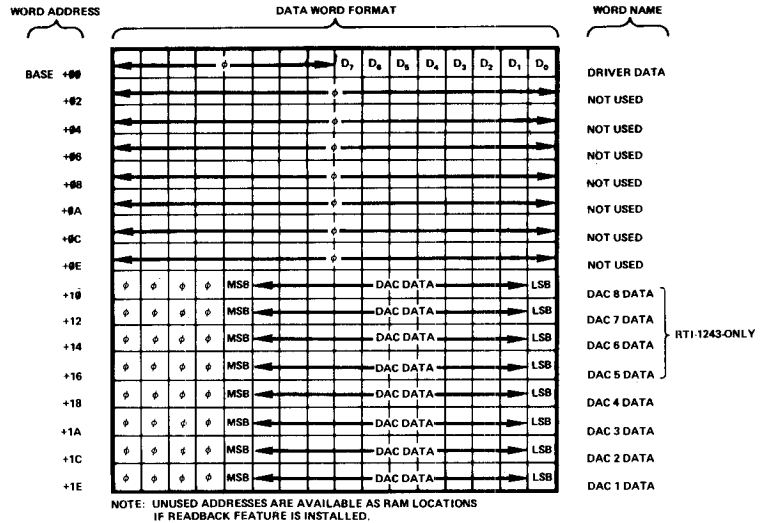 WORD ADDRESS DATA WORD FORMAT WORD NAME
BASE +00 ϕ D7 D6 D5 D4 D3 D2 D1 D0 DRIVER DATA
+02 ϕ NOT USED
+04 ϕ NOT USED
+06 ϕ NOT USED
+08 ϕ NOT USED
+0A ϕ NOT USED
+0C ϕ NOT USED
+0E ϕ NOT USED
+10 ϕ ϕ ϕ ϕ MSB DAC DATA LSB DAC 8 DATA
+12 ϕ ϕ ϕ ϕ MSB DAC DATA LSB DAC 7 DATA
RTI-1243-ONLY
+14 ϕ ϕ ϕ ϕ MSB DAC DATA LSB DAC 6 DATA
+16 ϕ ϕ ϕ ϕ MSB DAC DATA LSB DAC 5 DATA
+18 ϕ ϕ ϕ ϕ MSB DAC DATA LSB DAC 4 DATA
+1A ϕ ϕ ϕ ϕ MSB DAC DATA LSB DAC 3 DATA
+1C ϕ ϕ ϕ ϕ MSB DAC DATA LSB DAC 2 DATA
+1E ϕ ϕ ϕ ϕ MSB DAC DATA LSB DAC 1 DATA
NOTE: UNUSED ADDRESSES ARE AVAILABLE AS RAM LOCATIONS
IF READBACK FEATURE IS INSTALLED.